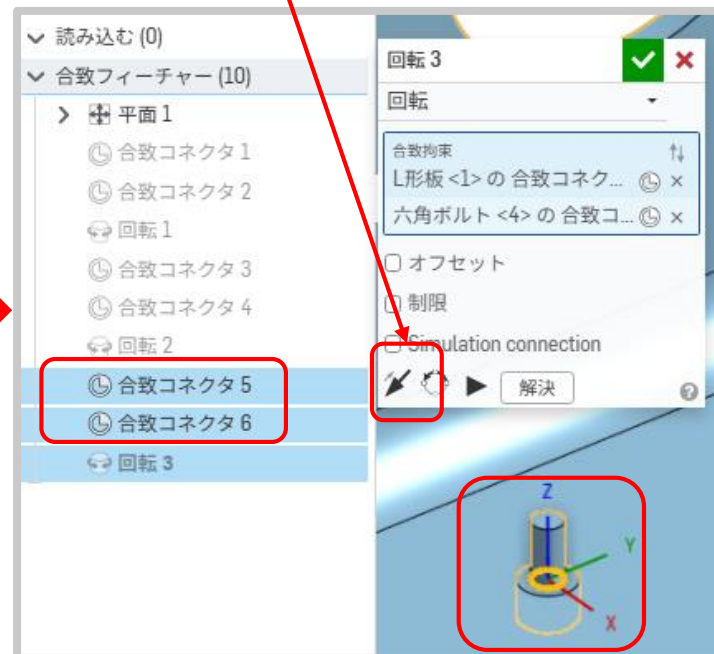 読み込む (0)
合致フィーチャー (10)
平面 1
合致コネクタ 1
合致コネクタ 2
回転 1
合致コネクタ 3
合致コネクタ 4
回転 2
合致コネクタ 5
合致コネクタ 6
回転 3
回転 3
回転
合致拘束
L形板 <1> の 合致コネク...
六角ボルト <4> の 合致コ...
オフセット
制限
Simulation connection
解決
Z
Y
X